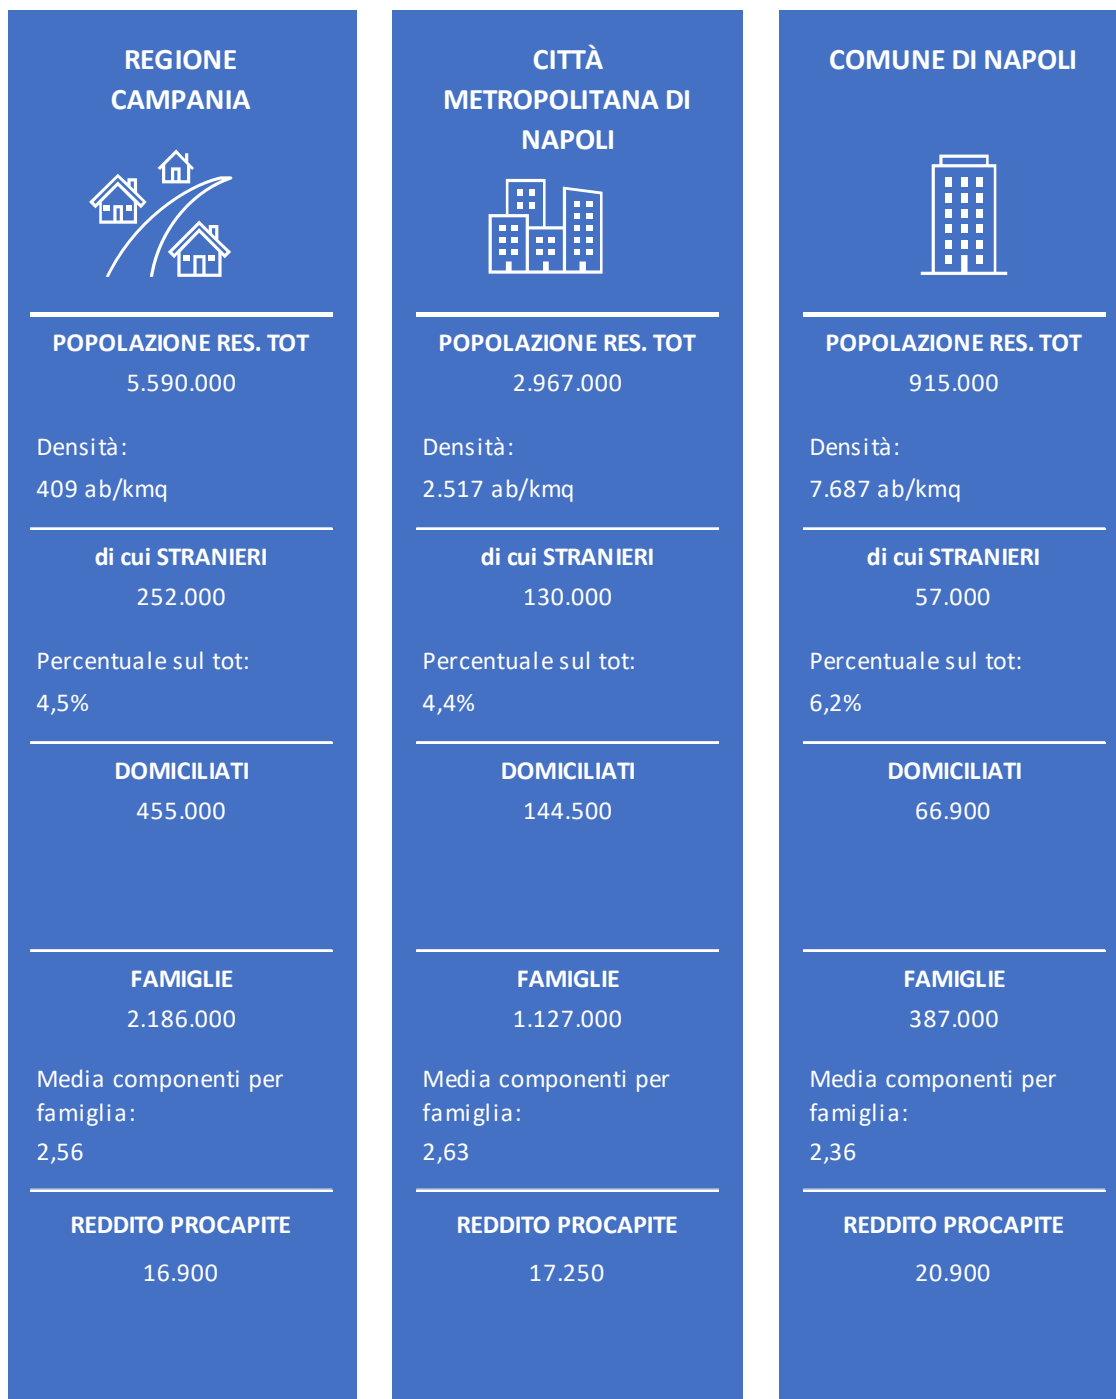 REGIONE
CAMPANIA
POPOLAZIONE RES. TOT
5.590.000
Densità:
409 ab/kmq
di cui STRANIERI
252.000
Percentuale sul tot:
4,5%
DOMICILIATI
455.000
FAMIGLIE
2.186.000
Media componenti per
famiglia:
2,56
REDDITO PROCAPITE
16.900
CITTÀ
METROPOLITANA DI
NAPOLI
POPOLAZIONE RES. TOT
2.967.000
Densità:
2.517 ab/kmq
di cui STRANIERI
130.000
Percentuale sul tot:
4,4%
DOMICILIATI
144.500
FAMIGLIE
1.127.000
Media componenti per
famiglia:
2,63
REDDITO PROCAPITE
17.250
COMUNE DI NAPOLI
POPOLAZIONE RES. TOT
915.000
Densità:
7.687 ab/kmq
di cui STRANIERI
57.000
Percentuale sul tot:
6,2%
DOMICILIATI
66.900
FAMIGLIE
387.000
Media componenti per
famiglia:
2,36
REDDITO PROCAPITE
20.900